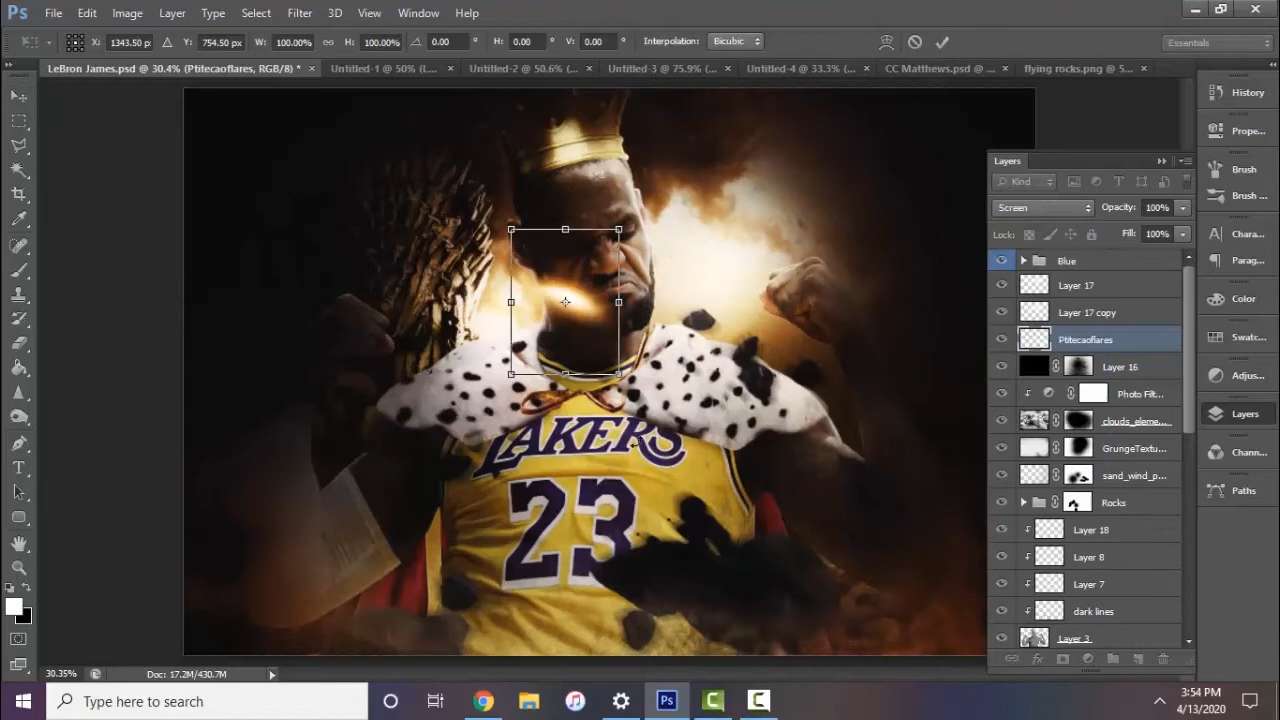 Ps File Edit Image Layer Type Select Filter 3D View Window Help
X: 1343.50 px Y: 754.50 px W: 100.00% H: 100.00% 0.00 ° H: 0.00 ° V: 0.00 ° Interpolation: Bicubic Essentials
LeBron James.psd @ 30.4% (Ptitecaoflares, RGB/8) * × Untitled-1 @ 50% (L... × Untitled-2 @ 50.6% (... × Untitled-3 @ 75.9% (... × Untitled-4 @ 33.3% (... × CC Matthews.psd @ ... × flying rocks.png @ 5... ×
History
Prope...
Brush
Brush ...
Chara...
Parag...
Color
Swatc...
Adjus...
Layers
Chann...
Paths
Layers
Kind
Screen Opacity: 100%
Lock: Fill: 100%
Blue
Layer 17
Layer 17 copy
Ptitecaoflares
Layer 16
Photo Filt...
clouds_eleme...
GrungeTextu...
sand_wind_p...
Rocks
Layer 18
Layer 8
Layer 7
dark lines
Layer 3
LAKERS
23
30.35% Doc: 17.2M/430.7M
Type here to search
Ps
3:54 PM
4/13/2020